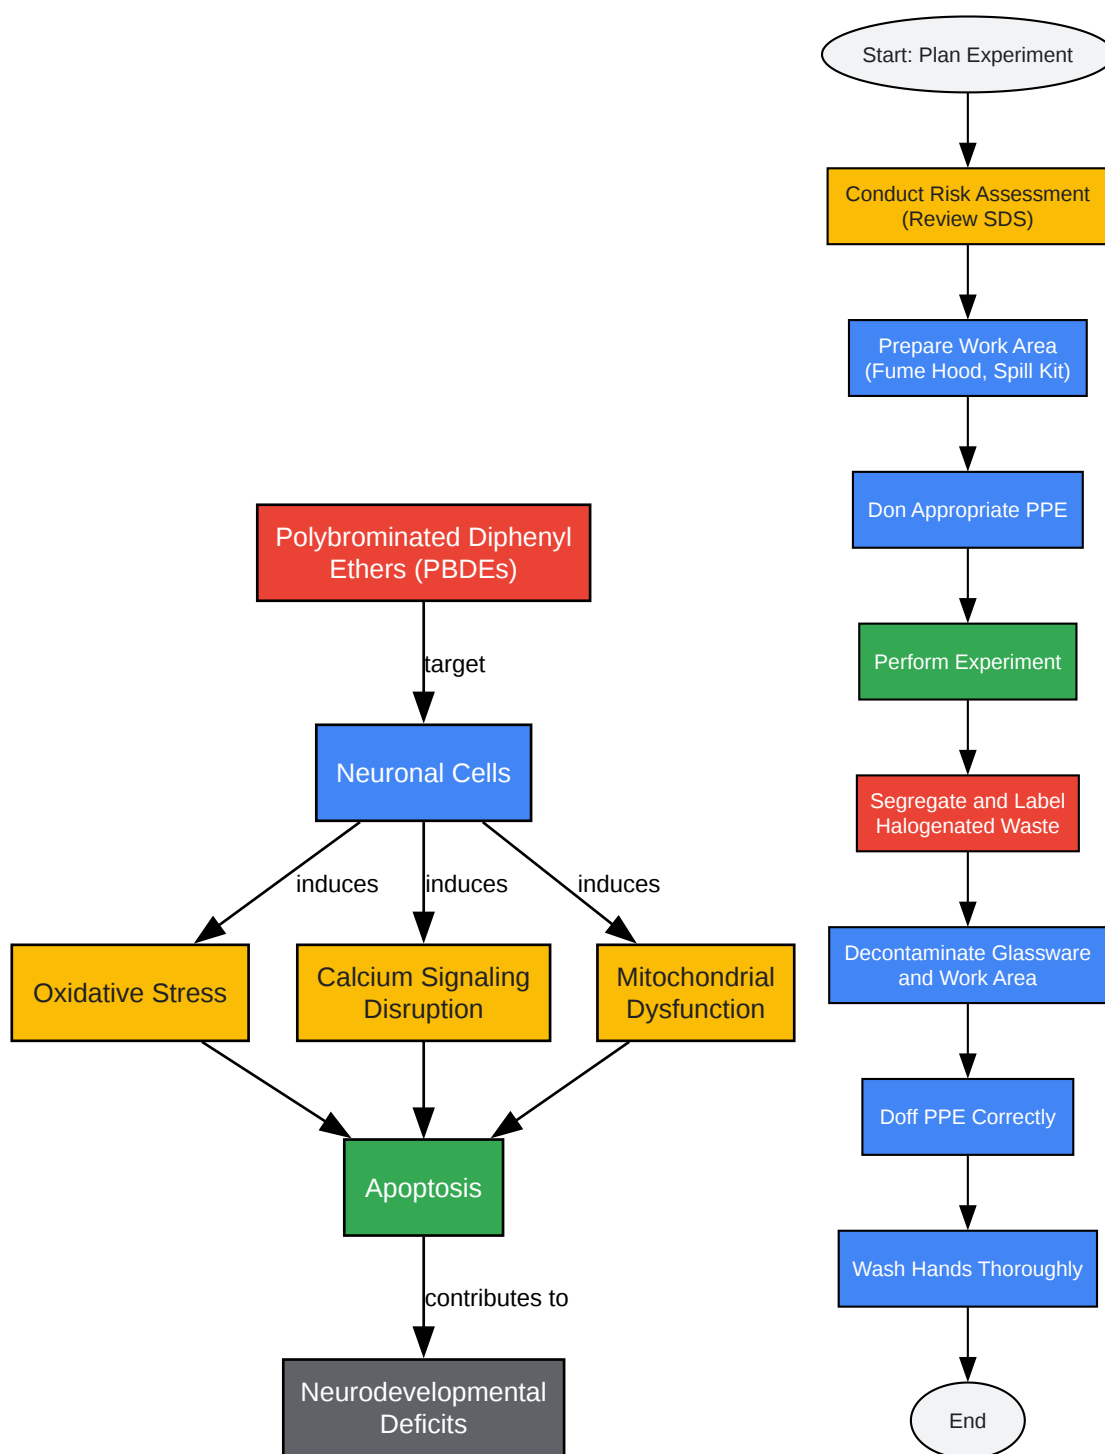 Start: Plan Experiment
Conduct Risk Assessment
(Review SDS)
Prepare Work Area
(Fume Hood, Spill Kit)
Don Appropriate PPE
Perform Experiment
Segregate and Label
Halogenated Waste
Decontaminate Glassware
and Work Area
Doff PPE Correctly
Wash Hands Thoroughly
End
Polybrominated Diphenyl
Ethers (PBDEs)
target
Neuronal Cells
induces
induces
induces
Oxidative Stress
Calcium Signaling
Disruption
Mitochondrial
Dysfunction
Apoptosis
contributes to
Neurodevelopmental
Deficits